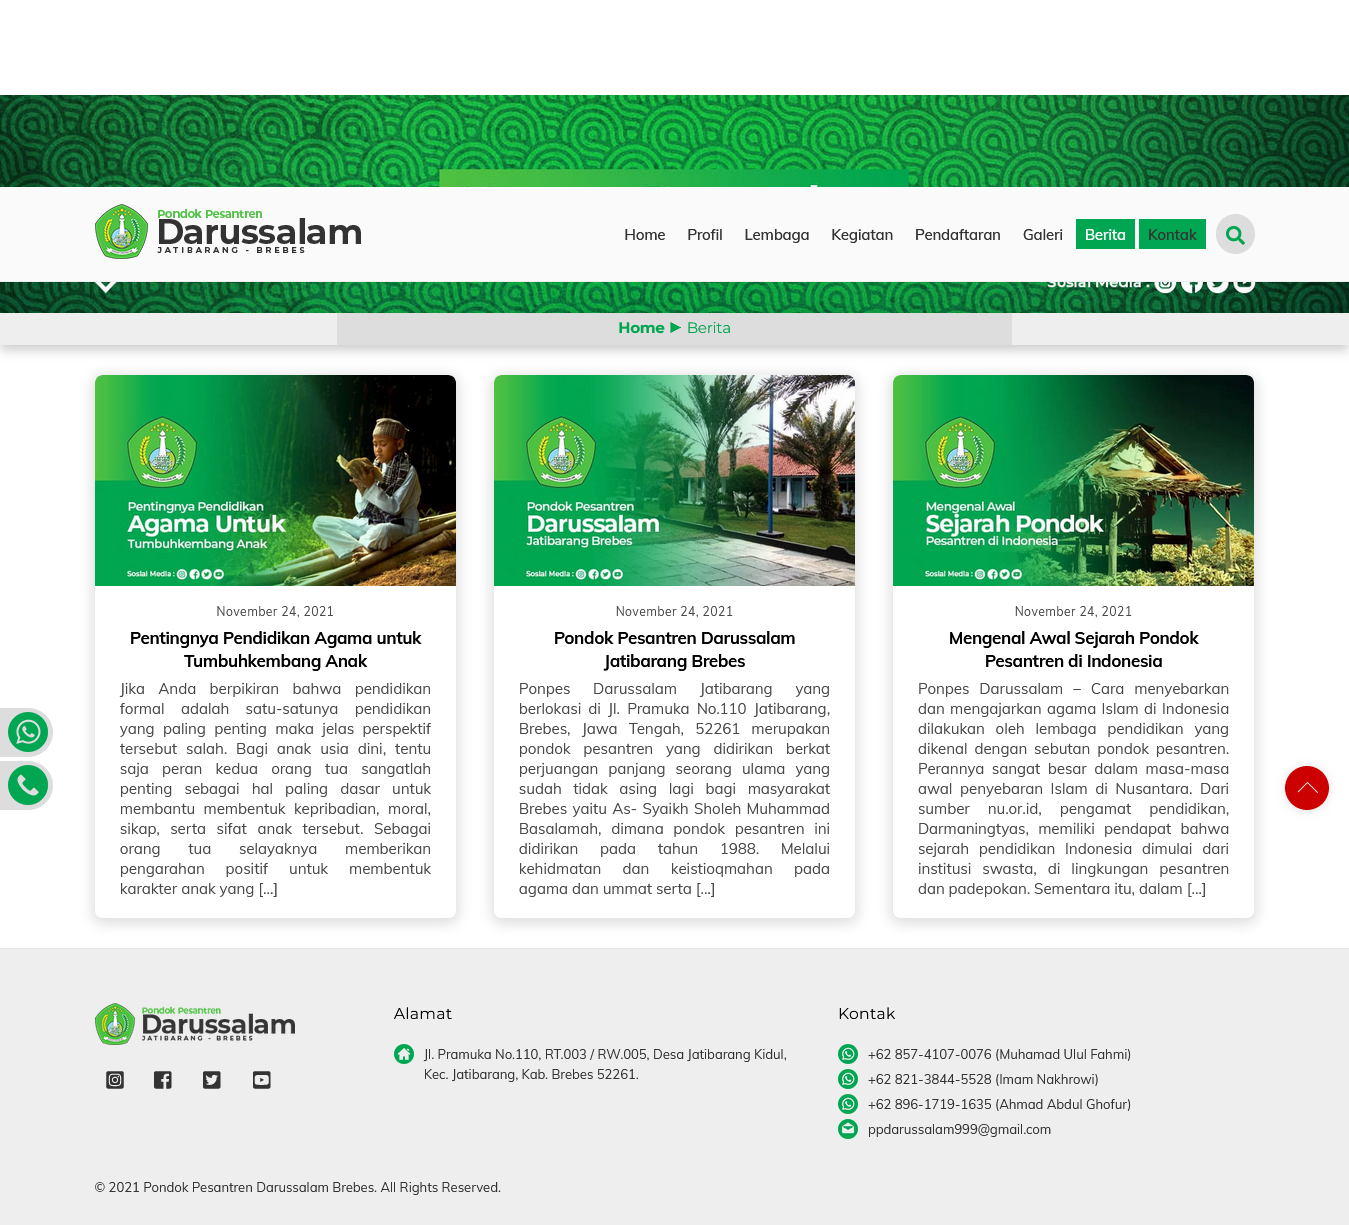 Pondok Pesantren
Darussalam
JATIBARANG - BREBES
Home Profil Lembaga Kegiatan Pendaftaran Galeri Berita Kontak
Sosial Media :
Home ▶ Berita
Pentingnya Pendidikan
Agama Untuk
Tumbuhkembang Anak
Sosial Media :
November 24, 2021
Pentingnya Pendidikan Agama untuk
Tumbuhkembang Anak
Jika Anda berpikiran bahwa pendidikan
formal adalah satu-satunya pendidikan
yang paling penting maka jelas perspektif
tersebut salah. Bagi anak usia dini, tentu
saja peran kedua orang tua sangatlah
penting sebagai hal paling dasar untuk
membantu membentuk kepribadian, moral,
sikap, serta sifat anak tersebut. Sebagai
orang tua selayaknya memberikan
pengarahan positif untuk membentuk
karakter anak yang [...]
Pondok Pesantren
Darussalam
Jatibarang Brebes
Sosial Media :
November 24, 2021
Pondok Pesantren Darussalam
Jatibarang Brebes
Ponpes Darussalam Jatibarang yang
berlokasi di Jl. Pramuka No.110 Jatibarang,
Brebes, Jawa Tengah, 52261 merupakan
pondok pesantren yang didirikan berkat
perjuangan panjang seorang ulama yang
sudah tidak asing lagi bagi masyarakat
Brebes yaitu As- Syaikh Sholeh Muhammad
Basalamah, dimana pondok pesantren ini
didirikan pada tahun 1988. Melalui
kehidmatan dan keistioqmahan pada
agama dan ummat serta [...]
Mengenal Awal
Sejarah Pondok
Pesantren di Indonesia
Sosial Media :
November 24, 2021
Mengenal Awal Sejarah Pondok
Pesantren di Indonesia
Ponpes Darussalam – Cara menyebarkan
dan mengajarkan agama Islam di Indonesia
dilakukan oleh lembaga pendidikan yang
dikenal dengan sebutan pondok pesantren.
Perannya sangat besar dalam masa-masa
awal penyebaran Islam di Nusantara. Dari
sumber nu.or.id, pengamat pendidikan,
Darmaningtyas, memiliki pendapat bahwa
sejarah pendidikan Indonesia dimulai dari
institusi swasta, di lingkungan pesantren
dan padepokan. Sementara itu, dalam [...]
Pondok Pesantren
Darussalam
JATIBARANG - BREBES
Alamat
Jl. Pramuka No.110, RT.003 / RW.005, Desa Jatibarang Kidul,
Kec. Jatibarang, Kab. Brebes 52261.
Kontak
+62 857-4107-0076 (Muhamad Ulul Fahmi)
+62 821-3844-5528 (Imam Nakhrowi)
+62 896-1719-1635 (Ahmad Abdul Ghofur)
ppdarussalam999@gmail.com
© 2021 Pondok Pesantren Darussalam Brebes. All Rights Reserved.